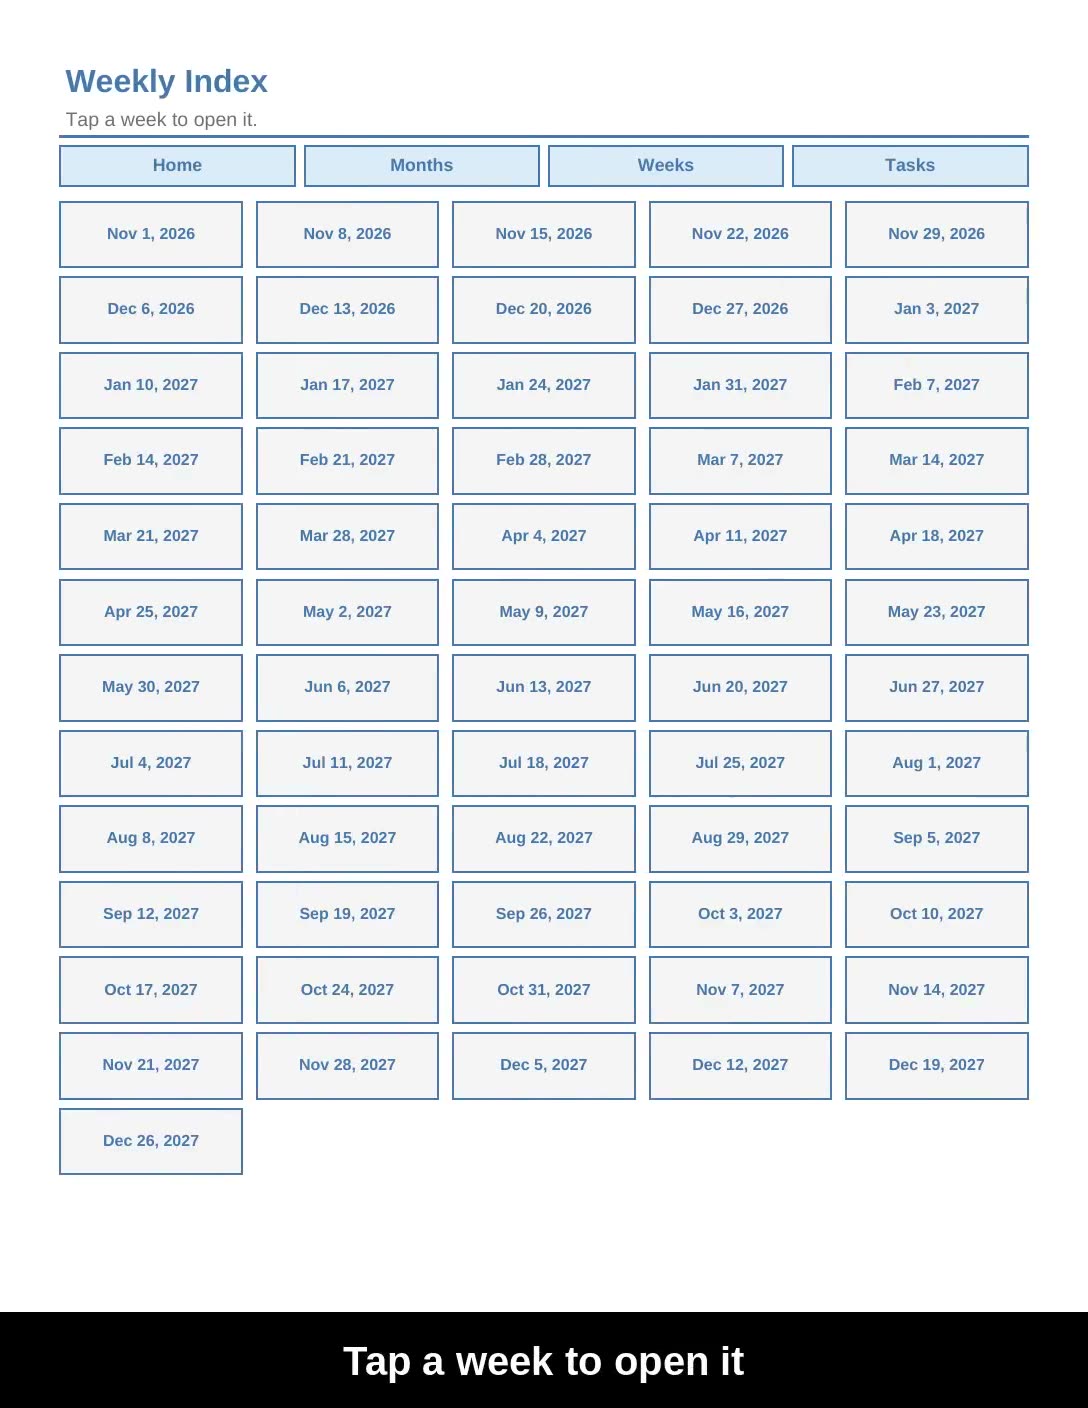 Weekly Index
Tap a week to open it.
Home Months Weeks Tasks
Nov 1, 2026 Nov 8, 2026 Nov 15, 2026 Nov 22, 2026 Nov 29, 2026
Dec 6, 2026 Dec 13, 2026 Dec 20, 2026 Dec 27, 2026 Jan 3, 2027
Jan 10, 2027 Jan 17, 2027 Jan 24, 2027 Jan 31, 2027 Feb 7, 2027
Feb 14, 2027 Feb 21, 2027 Feb 28, 2027 Mar 7, 2027 Mar 14, 2027
Mar 21, 2027 Mar 28, 2027 Apr 4, 2027 Apr 11, 2027 Apr 18, 2027
Apr 25, 2027 May 2, 2027 May 9, 2027 May 16, 2027 May 23, 2027
May 30, 2027 Jun 6, 2027 Jun 13, 2027 Jun 20, 2027 Jun 27, 2027
Jul 4, 2027 Jul 11, 2027 Jul 18, 2027 Jul 25, 2027 Aug 1, 2027
Aug 8, 2027 Aug 15, 2027 Aug 22, 2027 Aug 29, 2027 Sep 5, 2027
Sep 12, 2027 Sep 19, 2027 Sep 26, 2027 Oct 3, 2027 Oct 10, 2027
Oct 17, 2027 Oct 24, 2027 Oct 31, 2027 Nov 7, 2027 Nov 14, 2027
Nov 21, 2027 Nov 28, 2027 Dec 5, 2027 Dec 12, 2027 Dec 19, 2027
Dec 26, 2027
Tap a week to open it